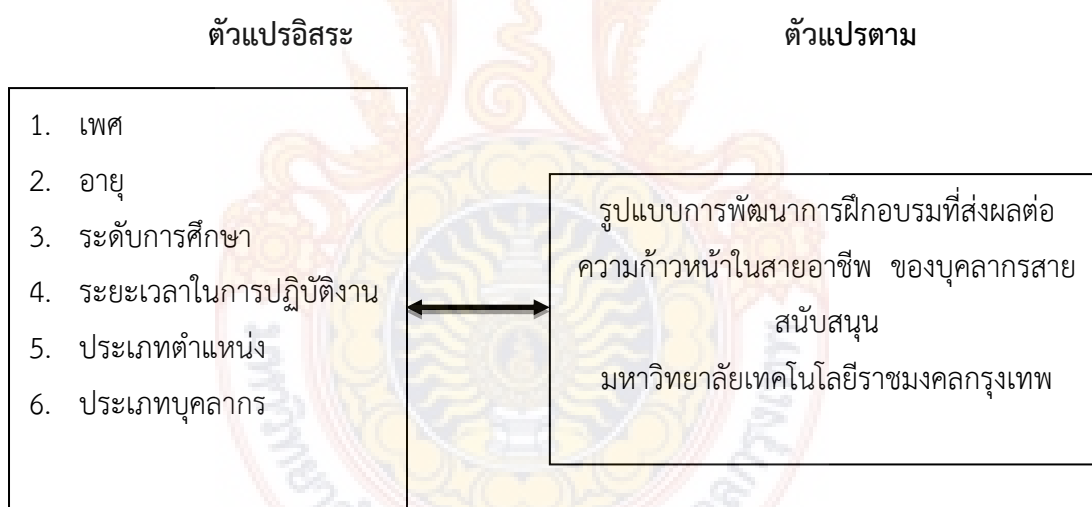 ตัวแปรอิสระ
ตัวแปรตาม
1. เพศ
2. อายุ
3. ระดับการศึกษา
4. ระยะเวลาในการปฏิบัติงาน
5. ประเภทตำแหน่ง
6. ประเภทบุคลากร
รูปแบบการพัฒนาการฝึกอบรมที่ส่งผลต่อ
ความก้าวหน้าในสายอาชีพ ของบุคลากรสาย
สนับสนุน
มหาวิทยาลัยเทคโนโลยีราชมงคลกรุงเทพ